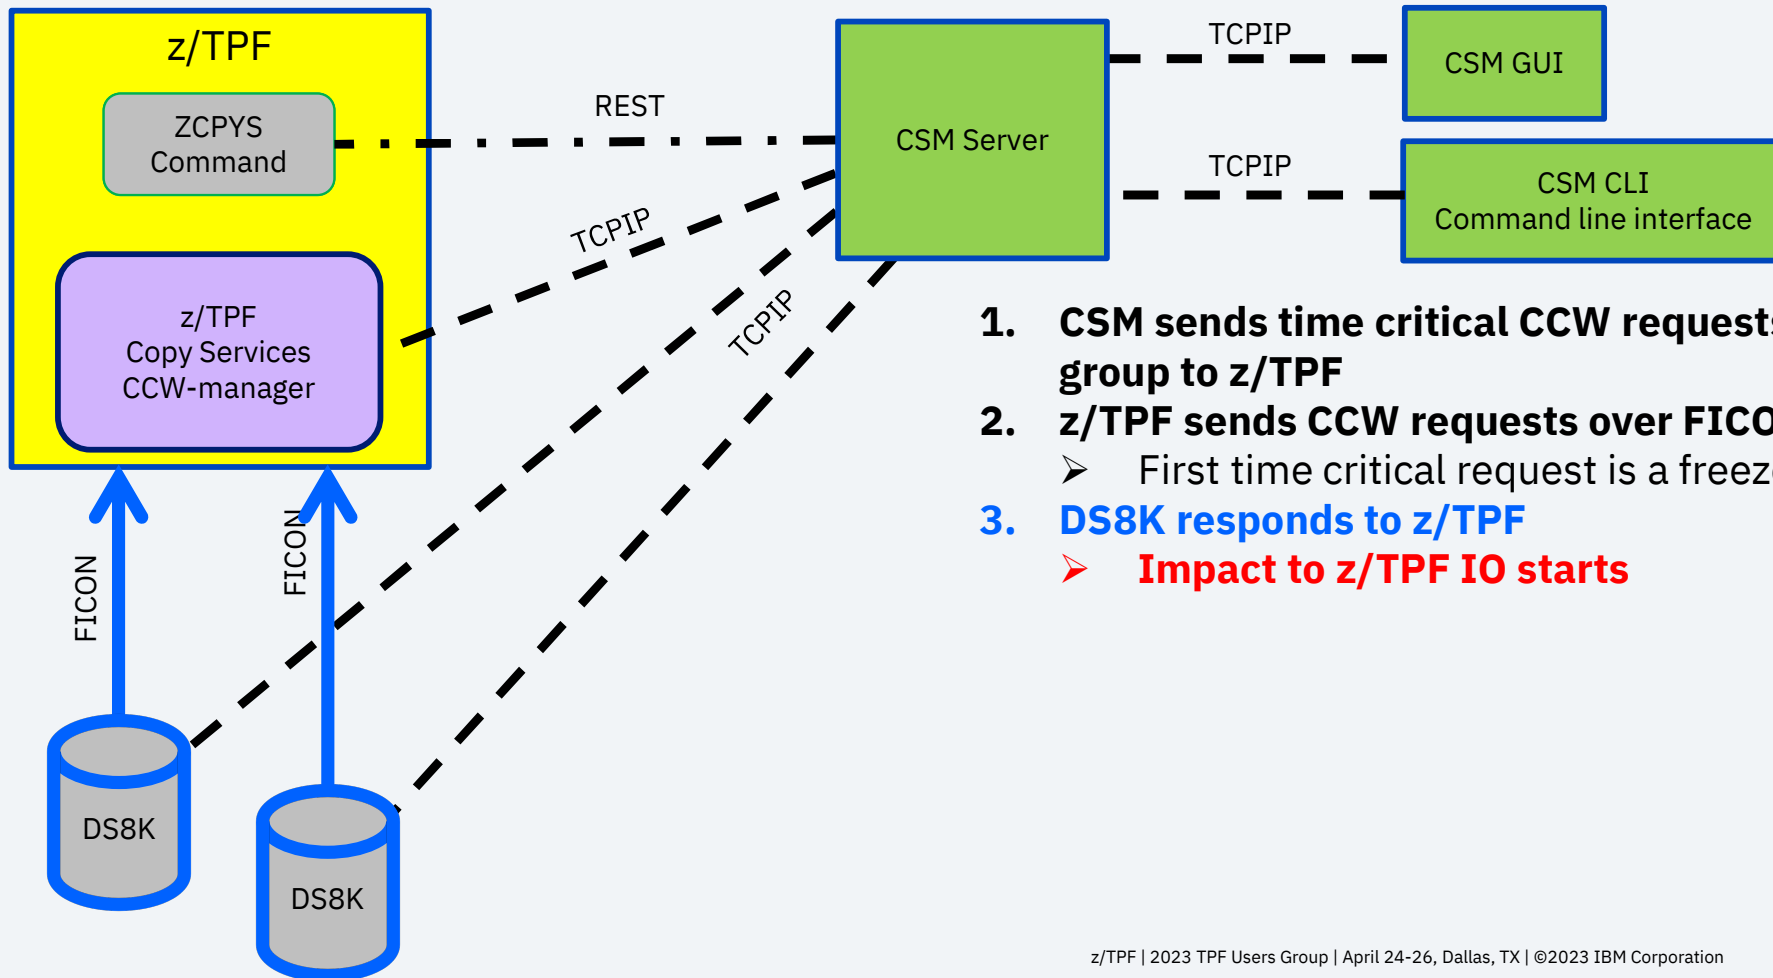 z/TPF
ZCPYS
Command
z/TPF
Copy Services
CCW-manager
REST
TCPIP
TCPIP
CSM Server
TCPIP
CSM GUI
TCPIP
CSM CLI
Command line interface
FICON
FICON
DS8K
DS8K
1. CSM sends time critical CCW requests
group to z/TPF
2. z/TPF sends CCW requests over
➢ First time critical request is a freeze
3. DS8K responds to z/TPF
➢ Impact to z/TPF IO starts
z/TPF | 2023 TPF Users Group | April 24-26, Dallas, TX | ©2023 IBM Corporation